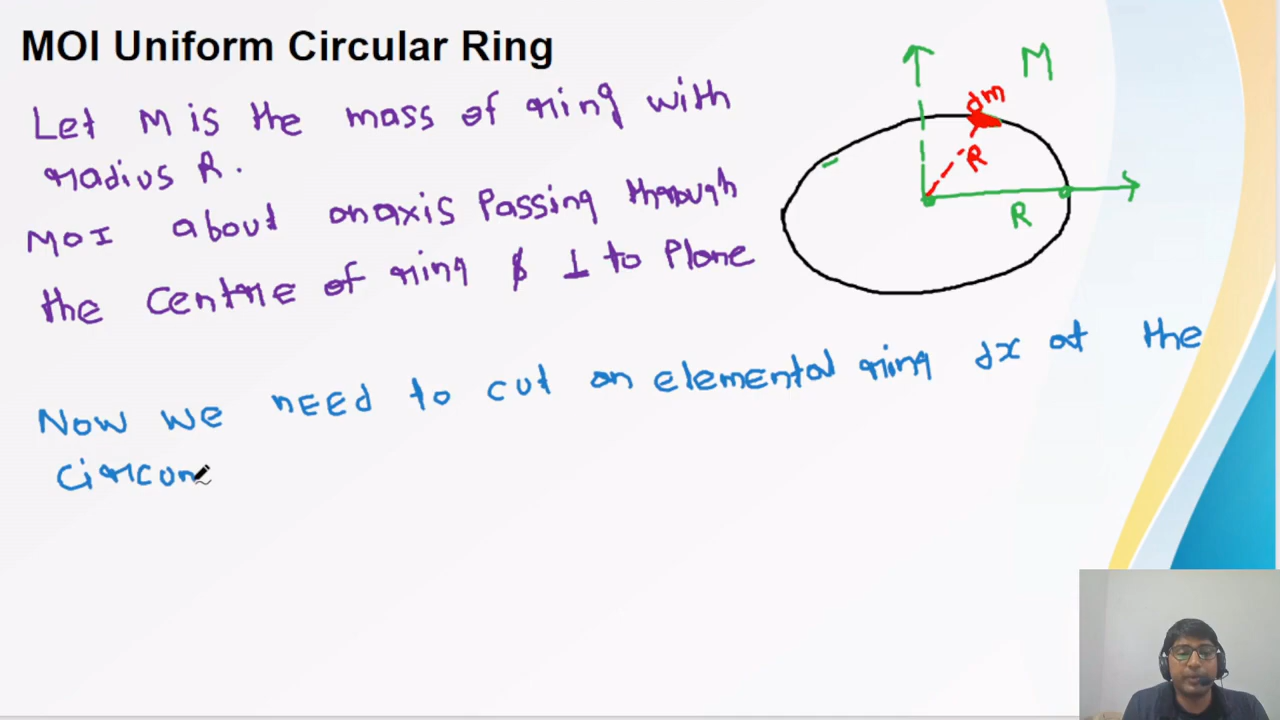 MOI Uniform Circular Ring
Let M is the mass of ring with
radius R.
MOI about an axis Passing through
the centre of ring & ⊥ to Plane
Now we need to cut an elemental ring dx at the
Circum
M
dm
R
R